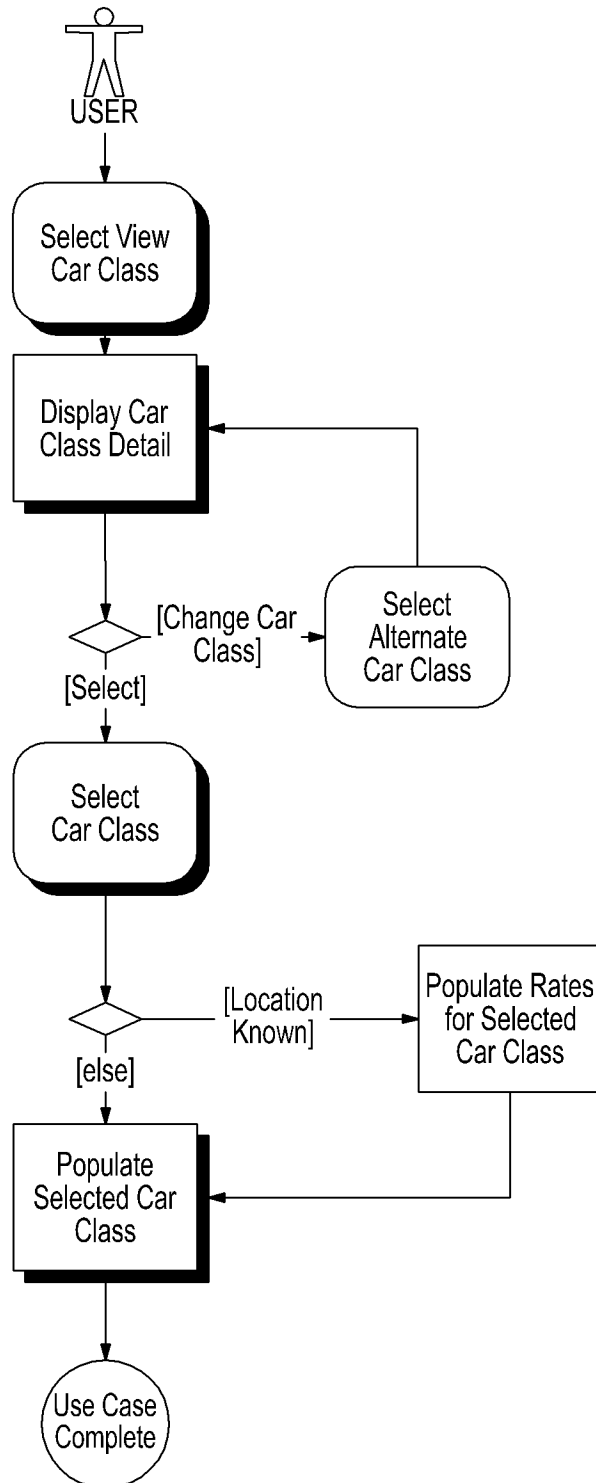 USER
Select View
Car Class
Display Car
Class Detail
[Change Car
Class]
Select
Alternate
Car Class
[Select]
Select
Car Class
[Location
Known]
Populate Rates
for Selected
Car Class
[else]
Populate
Selected Car
Class
Use Case
Complete